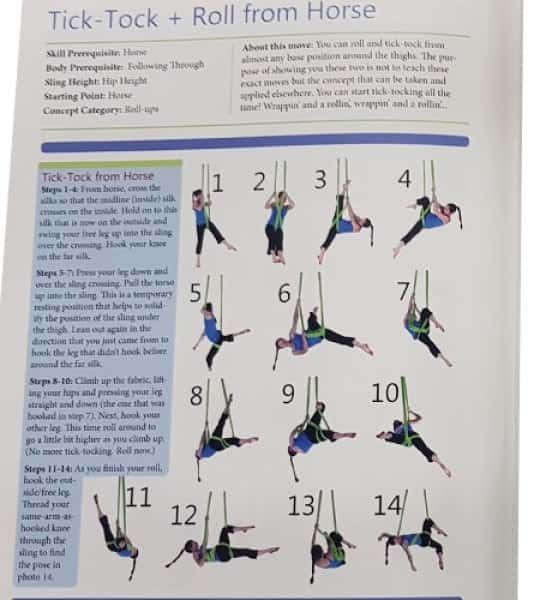 Tick-Tock + Roll from Horse
Skill Prerequisite: Horse
Body Prerequisite: Following Through
Sling Height: Hip Height
Starting Point: Horse
Concept Category: Roll-ups
About this move: You can roll and tick-tock from
almost any base position around the thighs. The pur-
pose of showing you these two is not to teach these
exact moves but the concept that can be taken and
applied elsewhere. You can start tick-tocking all the
time! Wrappin' and a rollin', wrappin' and a rollin'...
Tick-Tock from Horse
Steps 1-4: From horse, cross the
silks so that the midline (inside) silk
crosses on the inside. Hold on to this
silk that is now on the outside and
swing your free leg up into the sling
over the crossing. Hook your knee
on the far silk.
Steps 5-7: Press your leg down and
over the sling crossing. Pull the torso
up into the sling. This is a temporary
resting position that helps to solid-
ify the position of the sling under
the thigh. Lean out again in the
direction that you just came from to
hook the leg that didn't hook before
around the far silk.
Steps 8-10: Climb up the fabric, lift-
ing your hips and pressing your leg
straight and down (the one that was
hooked in step 7). Next, hook your
other leg. This time roll around to
go a little bit higher as you climb up.
(No more tick-tocking. Roll now.)
Steps 11-14: As you finish your roll,
hook the out-
side/free leg.
Thread your
same-arm-as-
hooked knee
through the
sling to find
the pose in
photo 14.
1
2
3
4
5
6
7
8
9
10
11
12
13
14